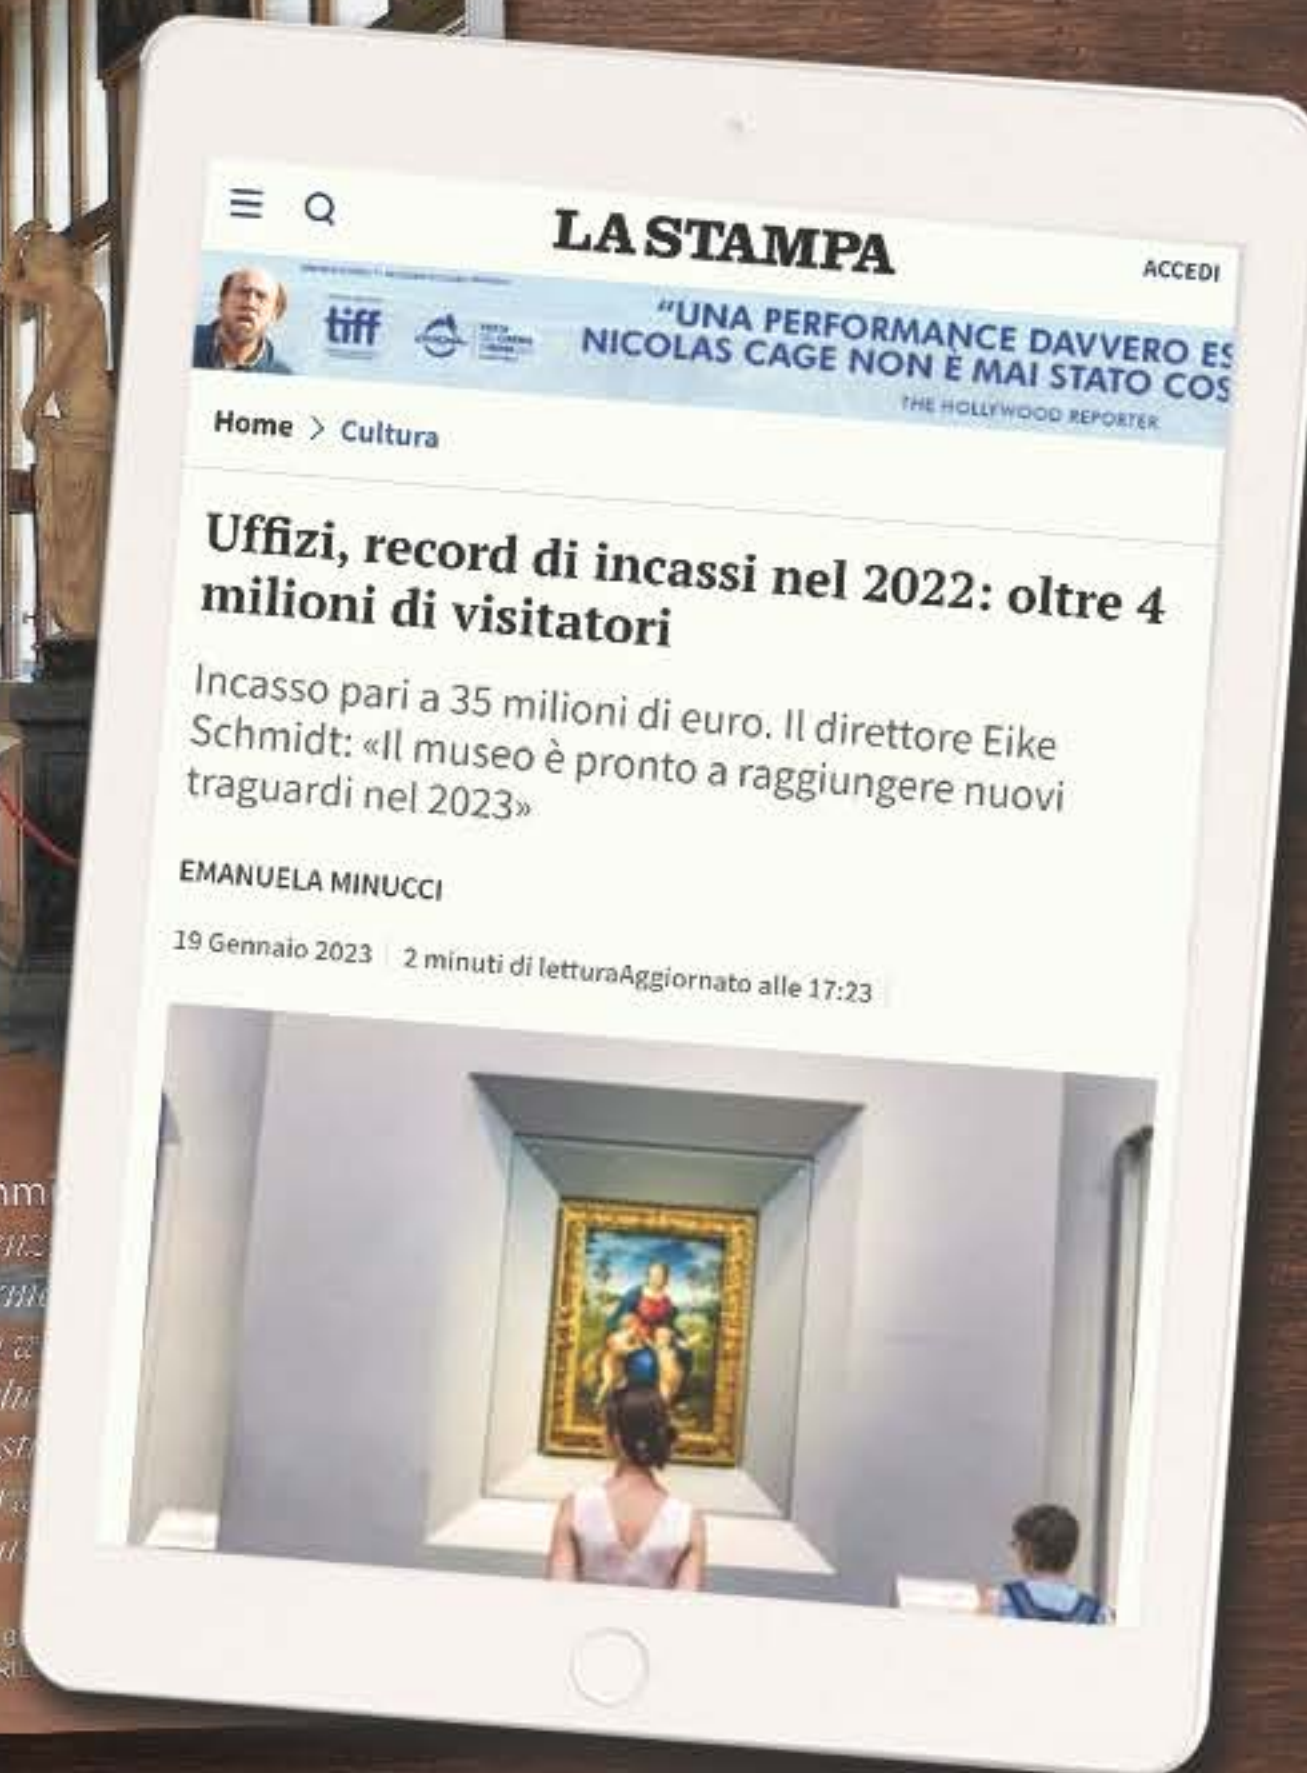 LA STAMPA
ACCEDI
tiff
"UNA PERFORMANCE DAVVERO ES
NICOLAS CAGE NON È MAI STATO COS
THE HOLLYWOOD REPORTER
Home > Cultura
Uffizi, record di incassi nel 2022: oltre 4
milioni di visitatori
Incasso pari a 35 milioni di euro. Il direttore Eike
Schmidt: «Il museo è pronto a raggiungere nuovi
traguardi nel 2023»
EMANUELA MINUCCI
19 Gennaio 2023 2 minuti di letturaAggiornato alle 17:23